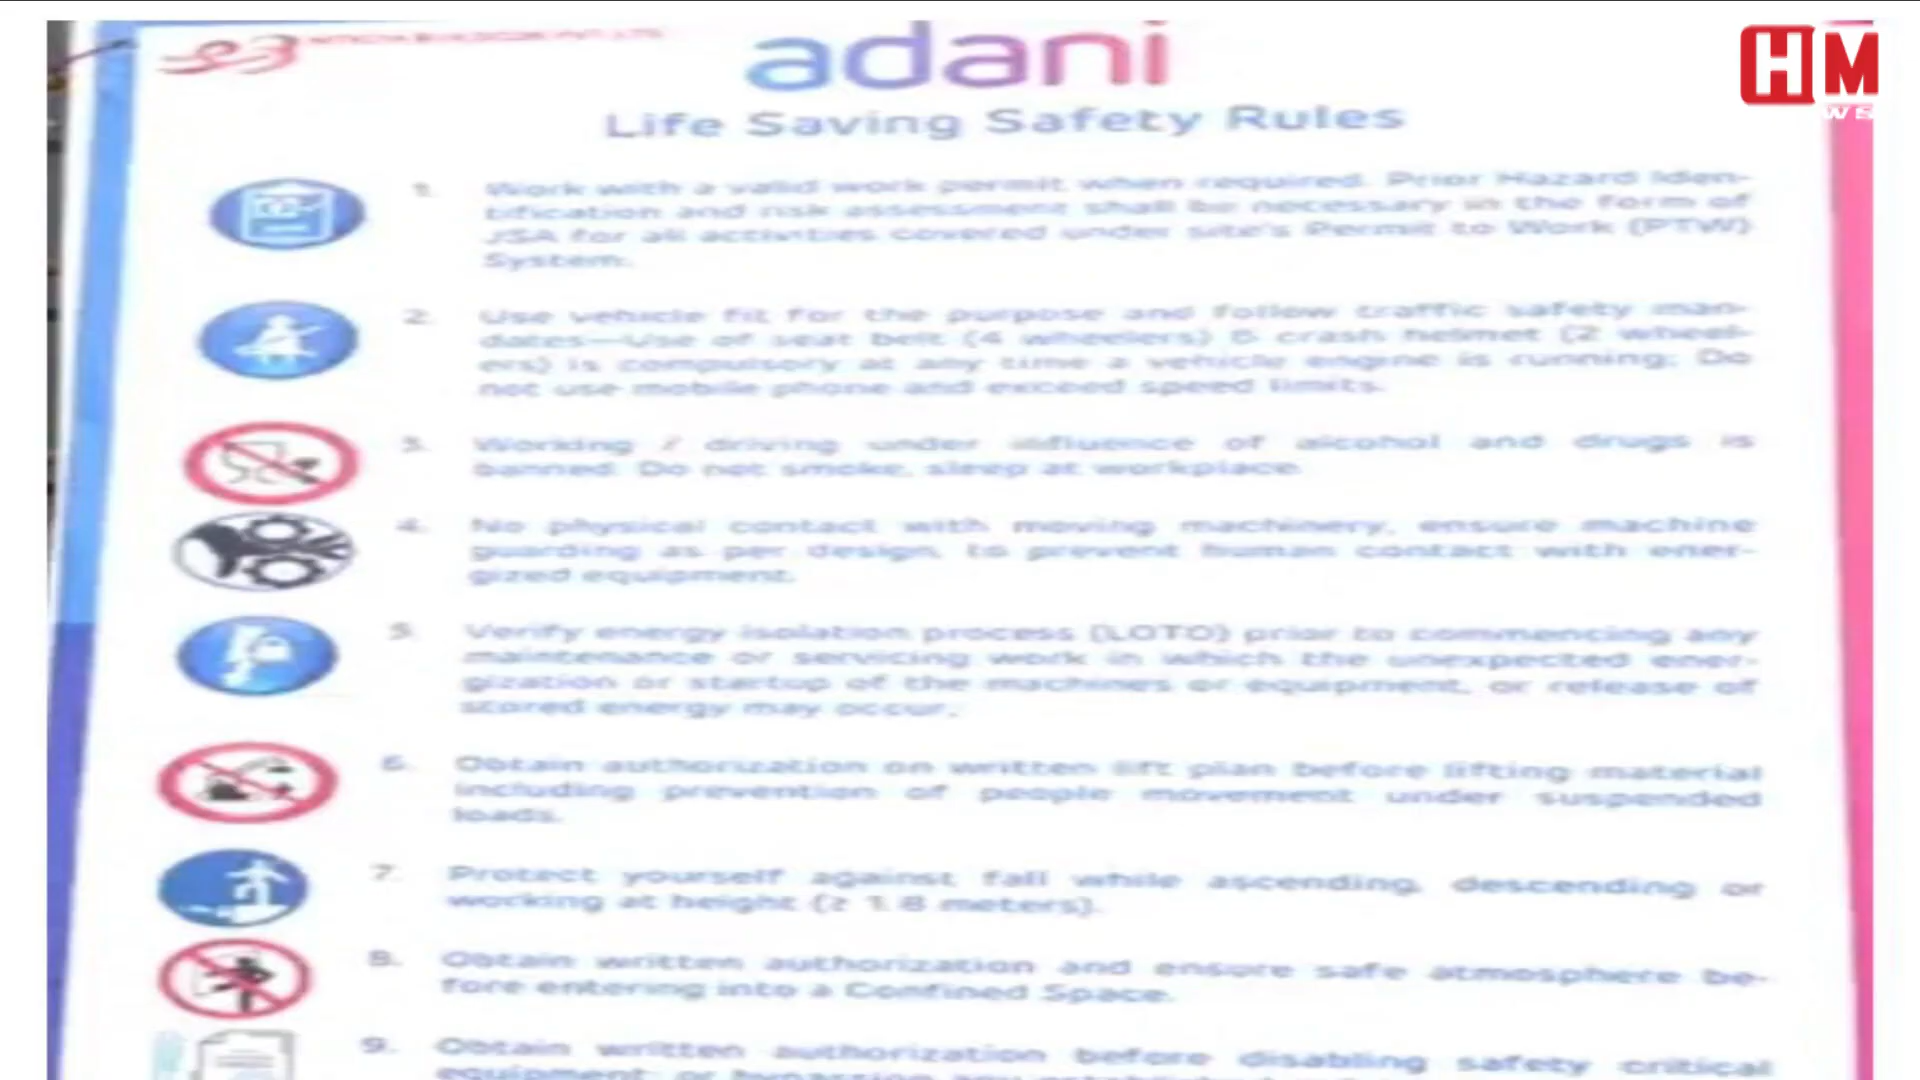 adani
HM
WS
Life Saving Safety Rules
1. Work with a valid work permit when required. Prior Hazard Iden-
tification and risk assessment shall be necessary in the form of
JSA for all activities covered under site's Permit to Work (PTW)
System.
2. Use vehicle fit for the purpose and follow traffic safety man-
dates—Use of seat belt (4 wheelers) & crash helmet (2 wheel-
ers) is compulsory at any time a vehicle engine is running; Do
not use mobile phone and exceed speed limits.
3. Working / driving under influence of alcohol and drugs is
banned. Do not smoke, sleep at workplace.
4. No physical contact with moving machinery, ensure machine
guarding as per design, to prevent human contact with ener-
gized equipment.
5. Verify energy isolation process (LOTO) prior to commencing any
maintenance or servicing work in which the unexpected ener-
gization or startup of the machines or equipment, or release of
stored energy may occur.
6. Obtain authorization on written lift plan before lifting material
including prevention of people movement under suspended
loads.
7. Protect yourself against fall while ascending, descending or
working at height (≥ 1.8 meters).
8. Obtain written authorization and ensure safe atmosphere be-
fore entering into a Confined Space.
9. Obtain written authorization before disabling safety critical
equipment or bypassing any